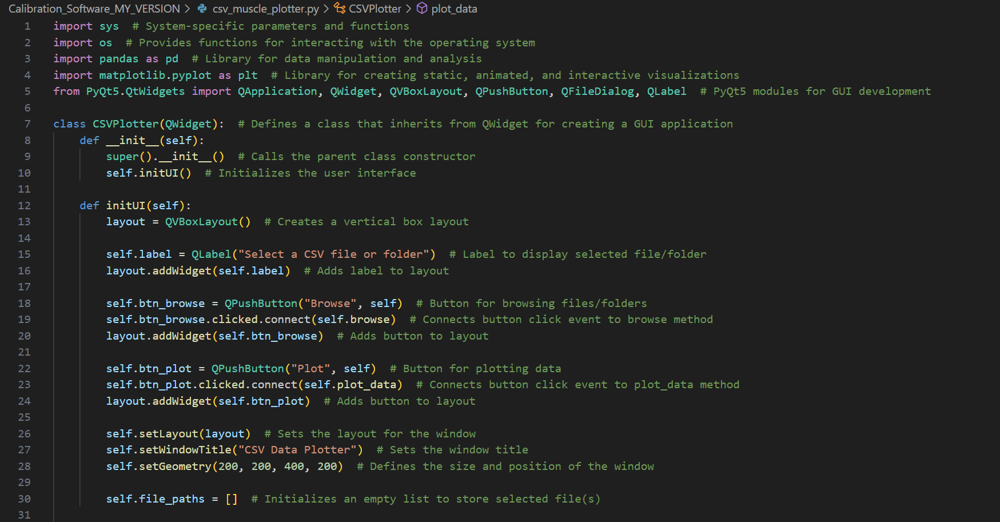 Calibration_Software_MY_VERSION > csv_muscle_plotter.py > CSVPlotter > plot_data
1 import sys  # System-specific parameters and functions
2 import os  # Provides functions for interacting with the operating system
3 import pandas as pd  # Library for data manipulation and analysis
4 import matplotlib.pyplot as plt  # Library for creating static, animated, and interactive visualizations
5 from PyQt5.QtWidgets import QApplication, QWidget, QVBoxLayout, QPushButton, QFileDialog, QLabel  # PyQt5 modules for GUI development
6
7 class CSVPlotter(QWidget):  # Defines a class that inherits from QWidget for creating a GUI application
8     def __init__(self):
9         super().__init__()  # Calls the parent class constructor
10         self.initUI()  # Initializes the user interface
11
12     def initUI(self):
13         layout = QVBoxLayout()  # Creates a vertical box layout
14
15         self.label = QLabel("Select a CSV file or folder")  # Label to display selected file/folder
16         layout.addWidget(self.label)  # Adds label to layout
17
18         self.btn_browse = QPushButton("Browse", self)  # Button for browsing files/folders
19         self.btn_browse.clicked.connect(self.browse)  # Connects button click event to browse method
20         layout.addWidget(self.btn_browse)  # Adds button to layout
21
22         self.btn_plot = QPushButton("Plot", self)  # Button for plotting data
23         self.btn_plot.clicked.connect(self.plot_data)  # Connects button click event to plot_data method
24         layout.addWidget(self.btn_plot)  # Adds button to layout
25
26         self.setLayout(layout)  # Sets the layout for the window
27         self.setWindowTitle("CSV Data Plotter")  # Sets the window title
28         self.setGeometry(200, 200, 400, 200)  # Defines the size and position of the window
29
30         self.file_paths = []  # Initializes an empty list to store selected file(s)
31